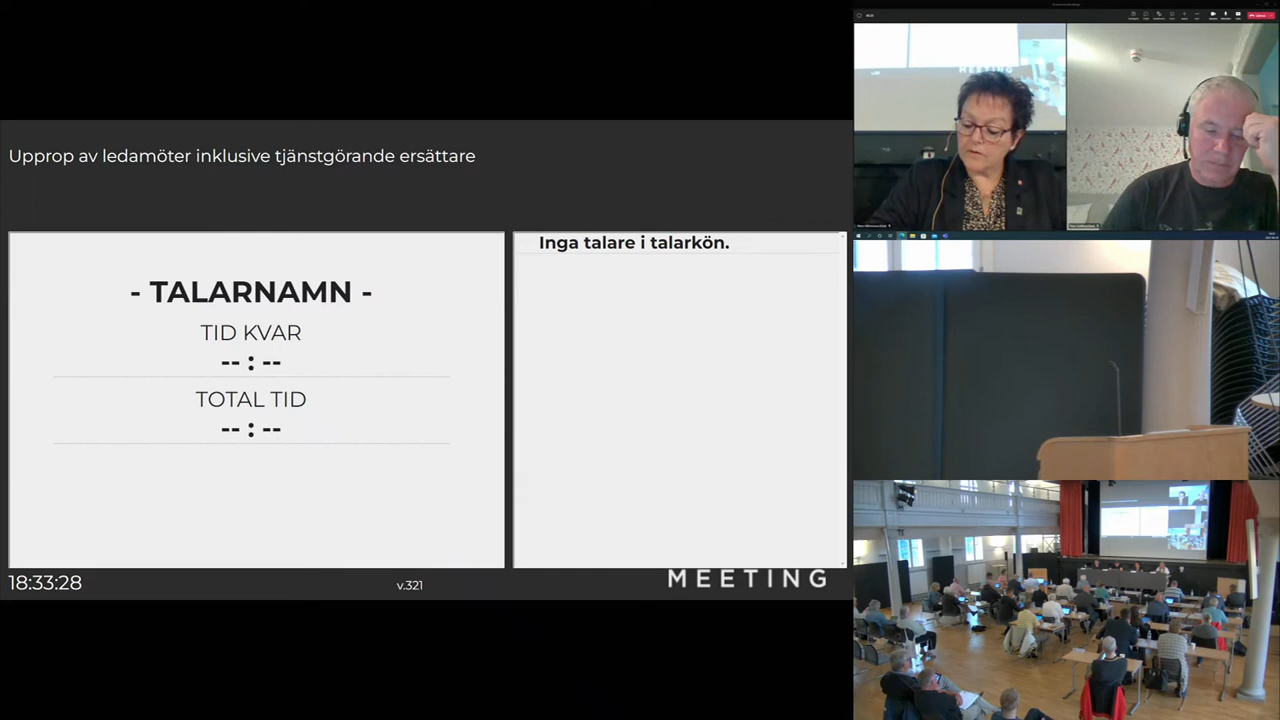 Upprop av ledamöter inklusive tjänstgörande ersättare
- TALARNAMN -
TID KVAR
-- : --
TOTAL TID
-- : --
Inga talare i talarkön.
18:33:28
v.321
MEETING
MEETING